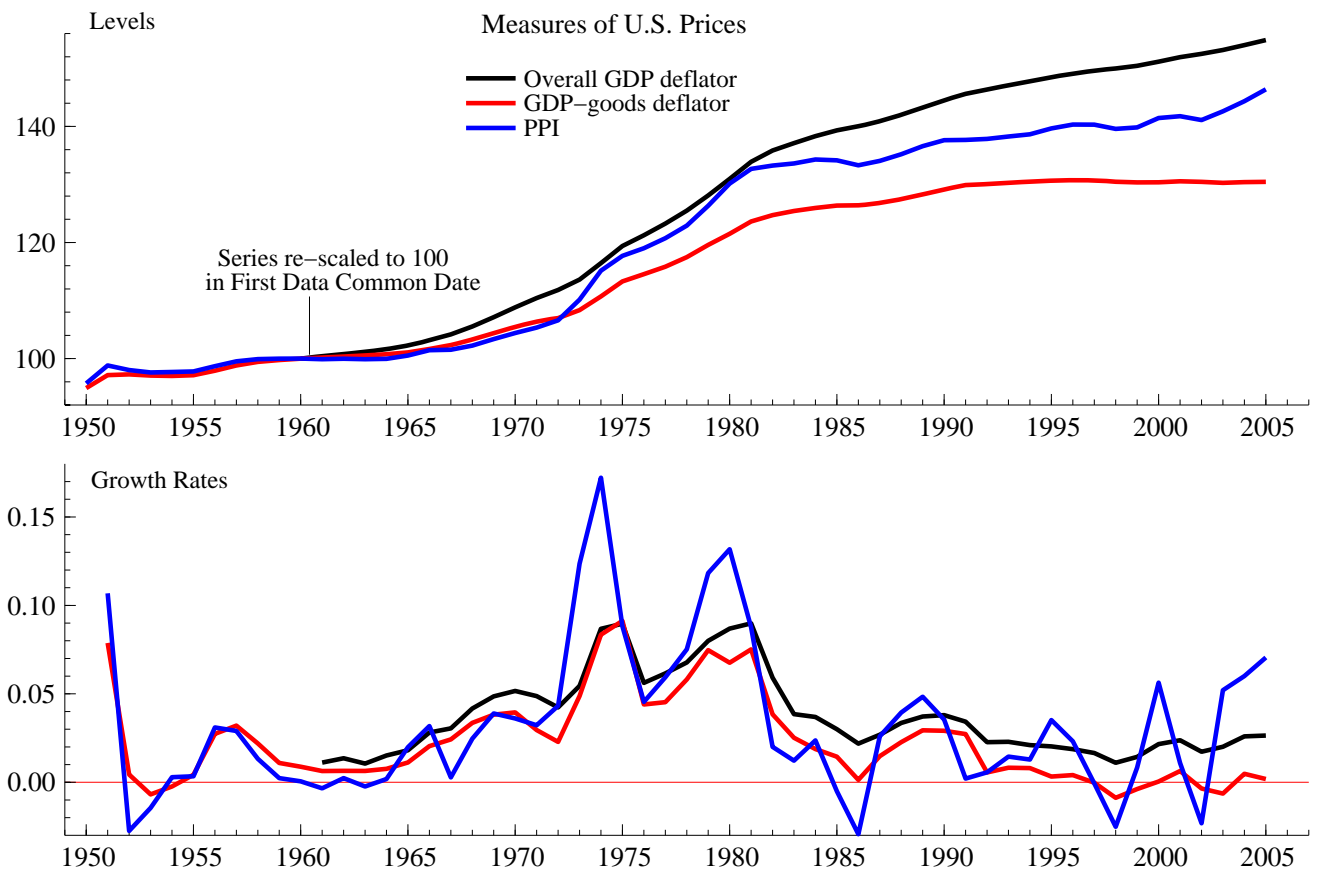 Levels
Measures of U.S. Prices
Overall GDP deflator
GDP−goods deflator
PPI
140
120
100
Series re−scaled to 100
in First Data Common Date
1950 1955 1960 1965 1970 1975 1980 1985 1990 1995 2000 2005
Growth Rates
0.15
0.10
0.05
0.00
1950 1955 1960 1965 1970 1975 1980 1985 1990 1995 2000 2005